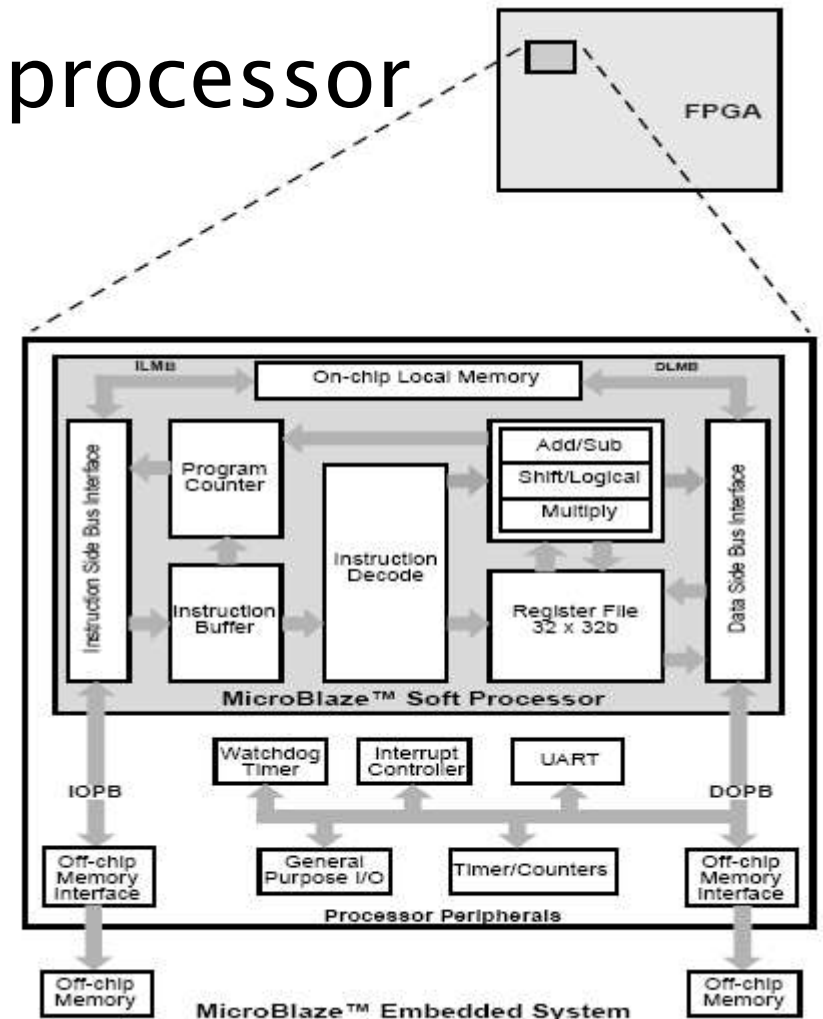 processor
FPGA
ILMB
On-chip Local Memory
DLMB
Instruction Side Bus Interface
Program
Counter
Add/Sub
Shift/Logical
Multiply
Data Side Bus Interface
Instruction
Decode
Instruction
Buffer
Register File
32 x 32b
MicroBlaze™ Soft Processor
Watchdog
Timer
Interrupt
Controller
UART
IOPB
DOPB
Off-chip
Memory
Interface
General
Purpose I/O
Timer/Counters
Off-chip
Memory
Interface
Processor Peripherals
Off-chip
Memory
Off-chip
Memory
MicroBlaze™ Embedded System